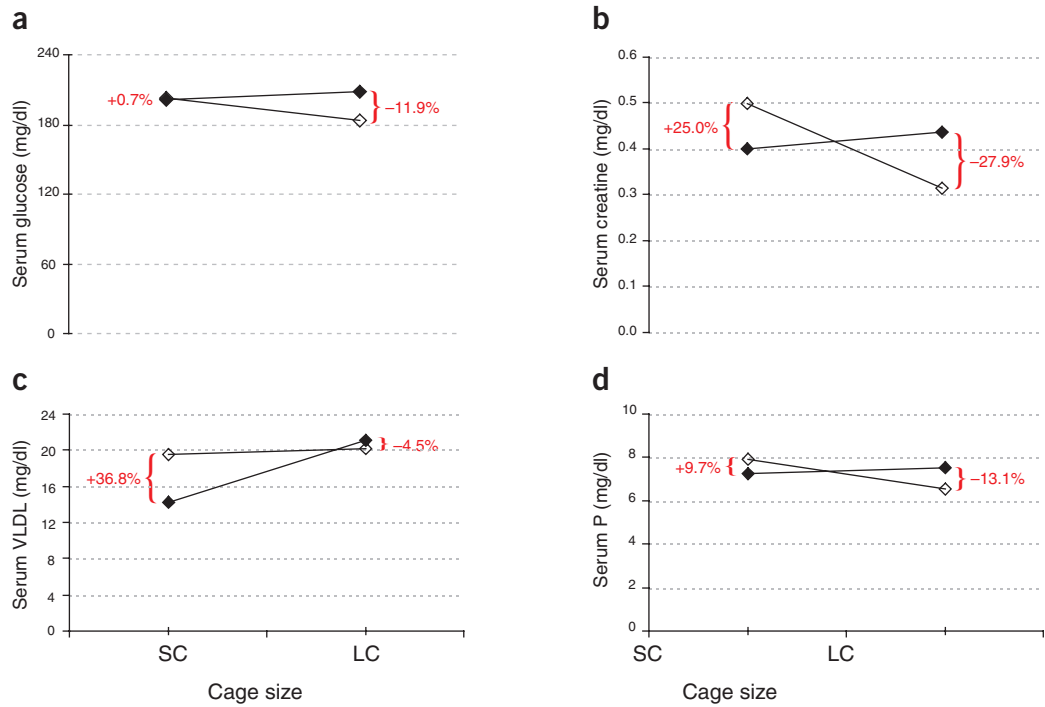 a
240
180
120
60
0
Serum glucose (mg/dl)
+0.7%
–11.9%
b
0.6
0.5
0.4
0.3
0.2
0.1
0.0
Serum creatine (mg/dl)
+25.0%
–27.9%
c
24
20
16
12
8
4
0
Serum VLDL (mg/dl)
+36.8%
–4.5%
SC
LC
Cage size
d
10
8
6
4
2
0
Serum P (mg/dl)
+9.7%
–13.1%
SC
LC
Cage size